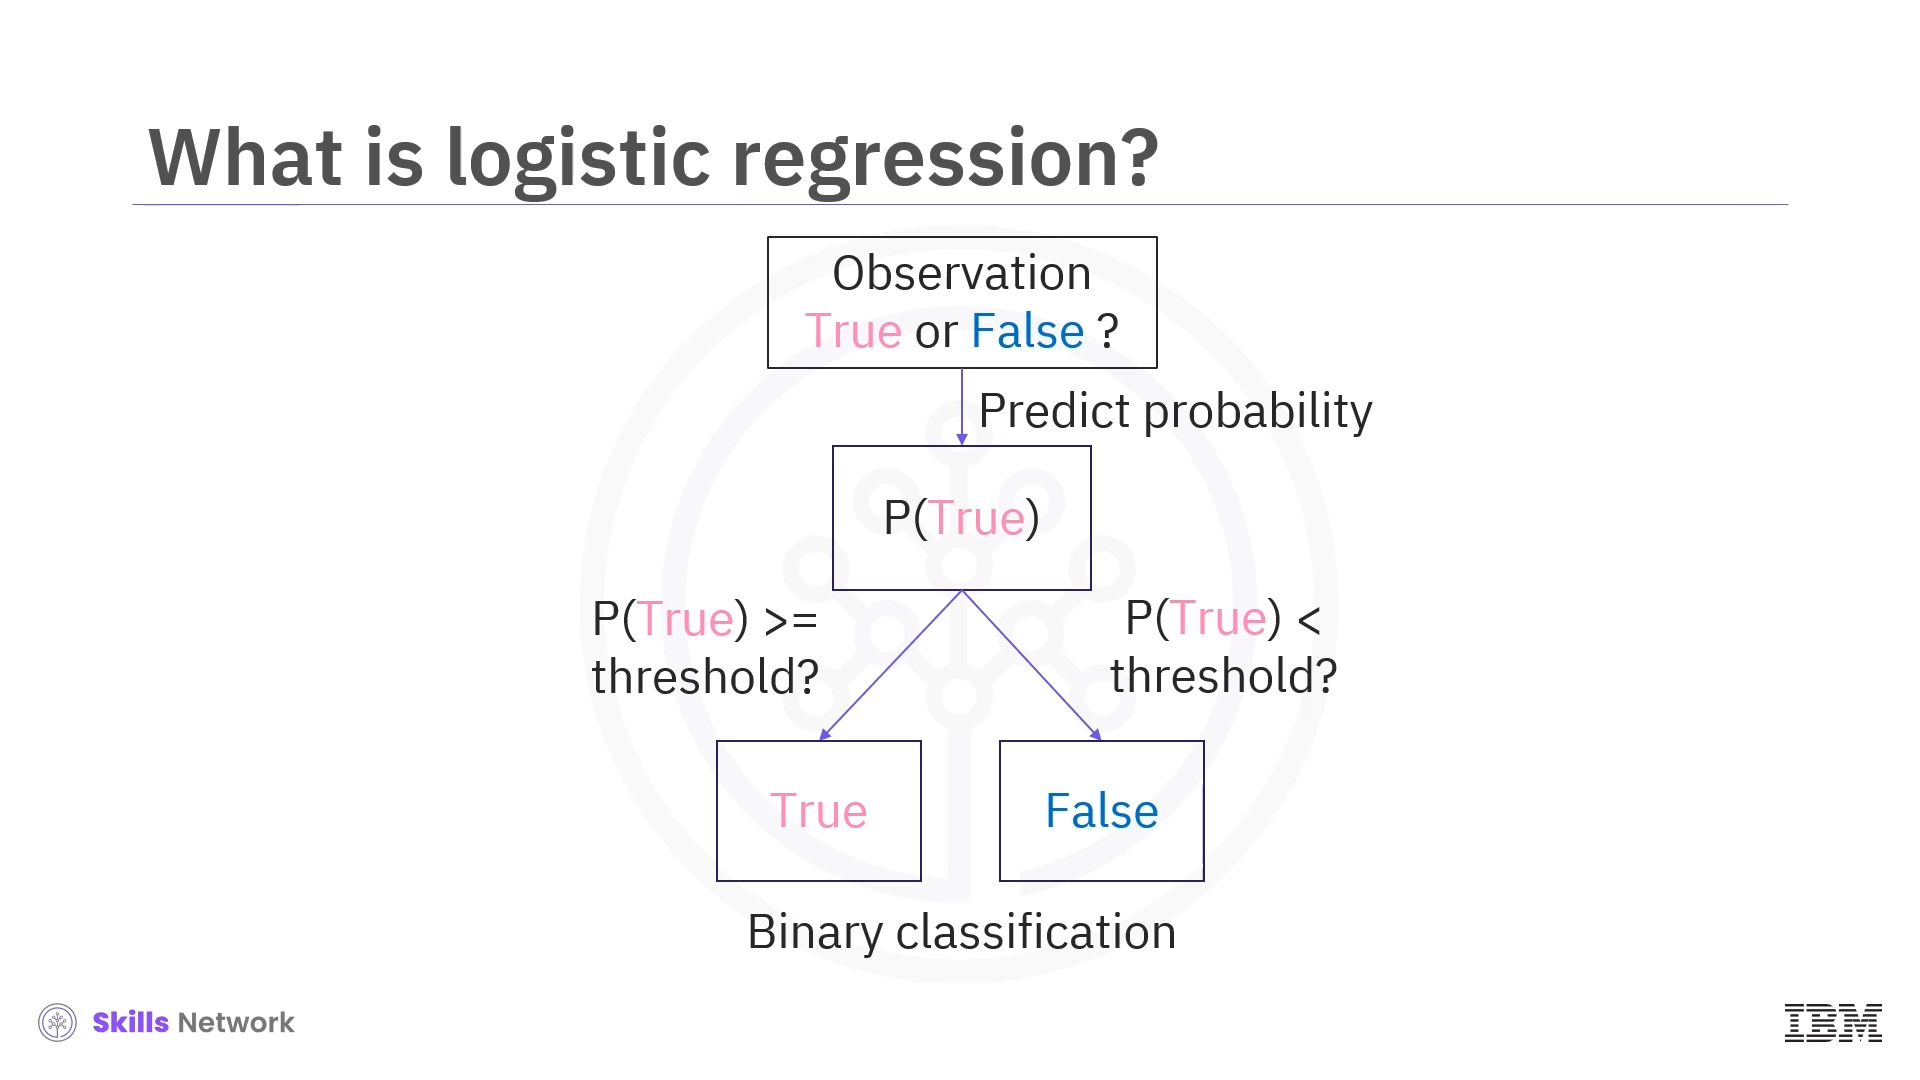 What is logistic regression?
Observation
True or False ?
Predict probability
P(True)
P(True) >=
threshold?
P(True) <
threshold?
True
False
Binary classification
Skills Network
IBM